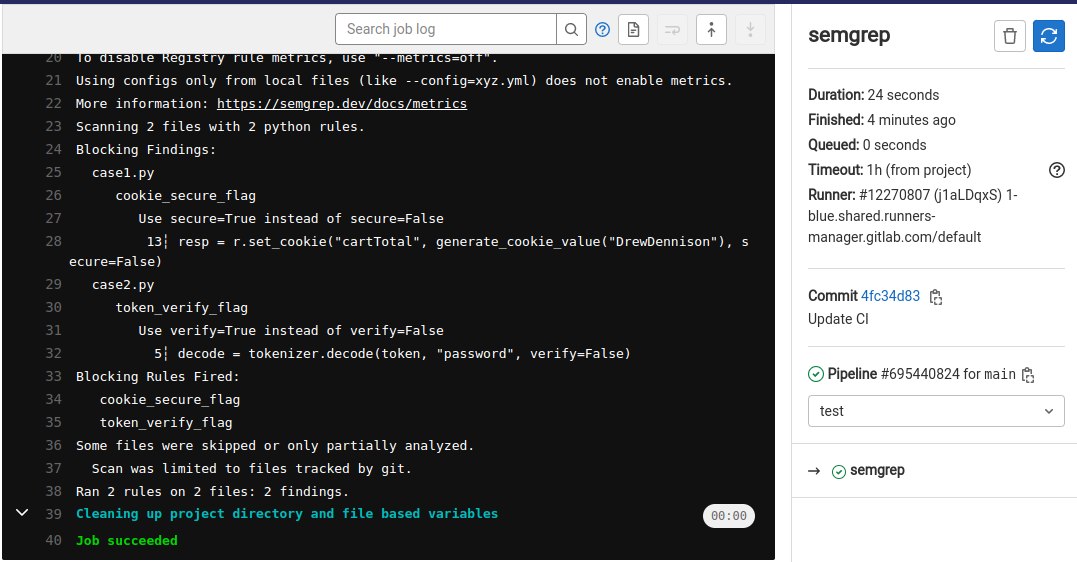 Search job log
20 To disable Registry rule metrics, use "--metrics=off".
21 Using configs only from local files (like --config=xyz.yml) does not enable metrics.
22 More information: https://semgrep.dev/docs/metrics
23 Scanning 2 files with 2 python rules.
24 Blocking Findings:
25 case1.py
26 cookie_secure_flag
27 Use secure=True instead of secure=False
28 13┆ resp = r.set_cookie("cartTotal", generate_cookie_value("DrewDennison"), s
ecure=False)
29 case2.py
30 token_verify_flag
31 Use verify=True instead of verify=False
32 5┆ decode = tokenizer.decode(token, "password", verify=False)
33 Blocking Rules Fired:
34 cookie_secure_flag
35 token_verify_flag
36 Some files were skipped or only partially analyzed.
37 Scan was limited to files tracked by git.
38 Ran 2 rules on 2 files: 2 findings.
39 Cleaning up project directory and file based variables 00:00
40 Job succeeded
semgrep
Duration: 24 seconds
Finished: 4 minutes ago
Queued: 0 seconds
Timeout: 1h (from project)
Runner: #12270807 (j1aLDqxS) 1-
blue.shared.runners-
manager.gitlab.com/default
Commit 4fc34d83
Update CI
Pipeline #695440824 for main
test
→ semgrep